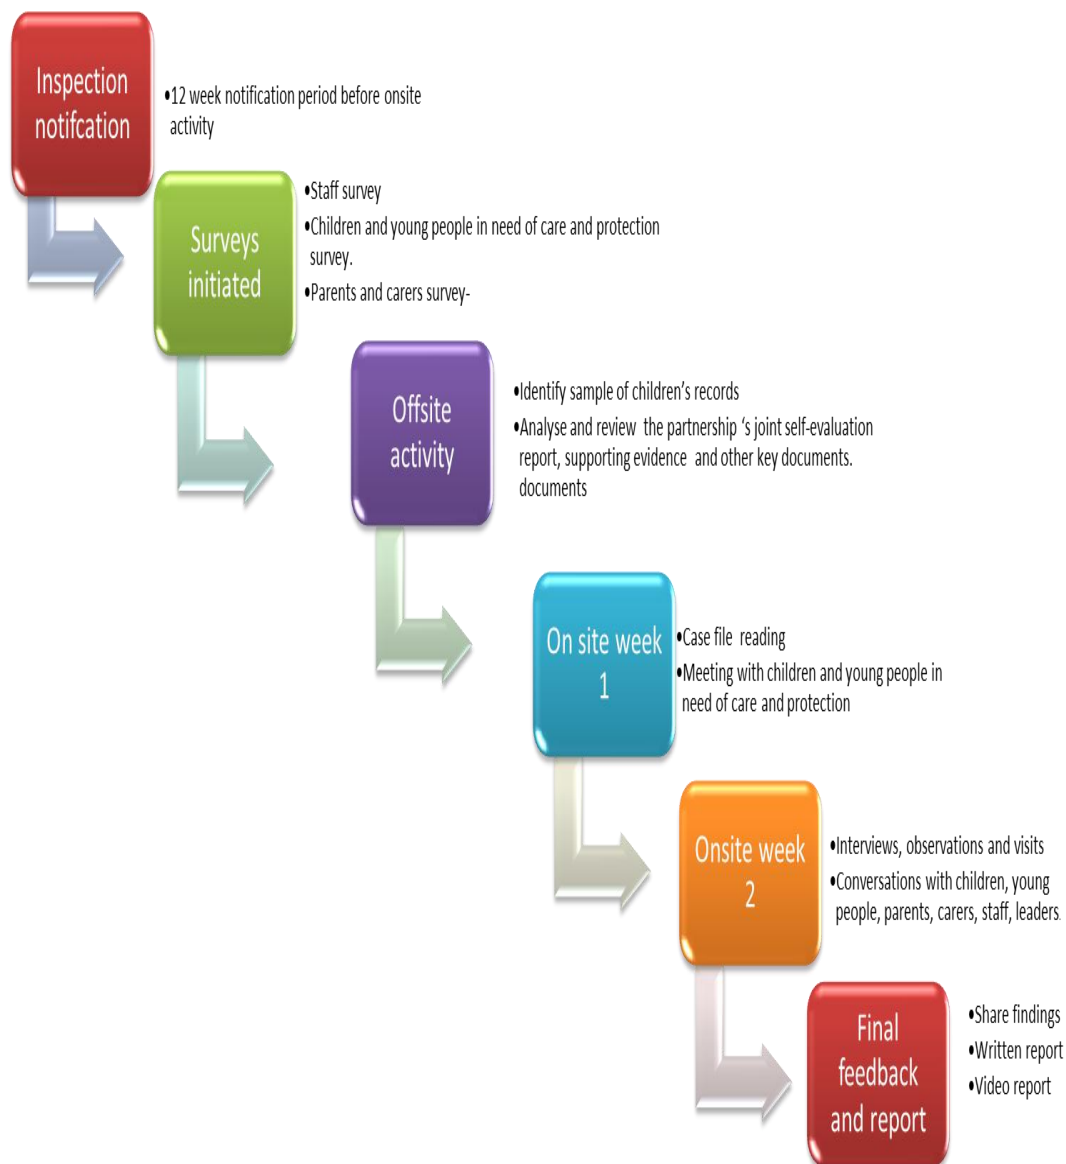 Inspection
notifcation
•12 week notification period before onsite
activity
Surveys
initiated
•Staff survey
•Children and young people in need of care and protection
survey.
•Parents and carers survey-
Offsite
activity
•Identify sample of children’s records
•Analyse and review the partnership ‘s joint self-evaluation
report, supporting evidence and other key documents.
documents
On site week
1
•Case file reading
•Meeting with children and young people in
need of care and protection
Onsite week
2
•Interviews, observations and visits
•Conversations with children, young
people, parents, carers, staff, leaders.
Final
feedback
and report
•Share findings
•Written report
•Video report